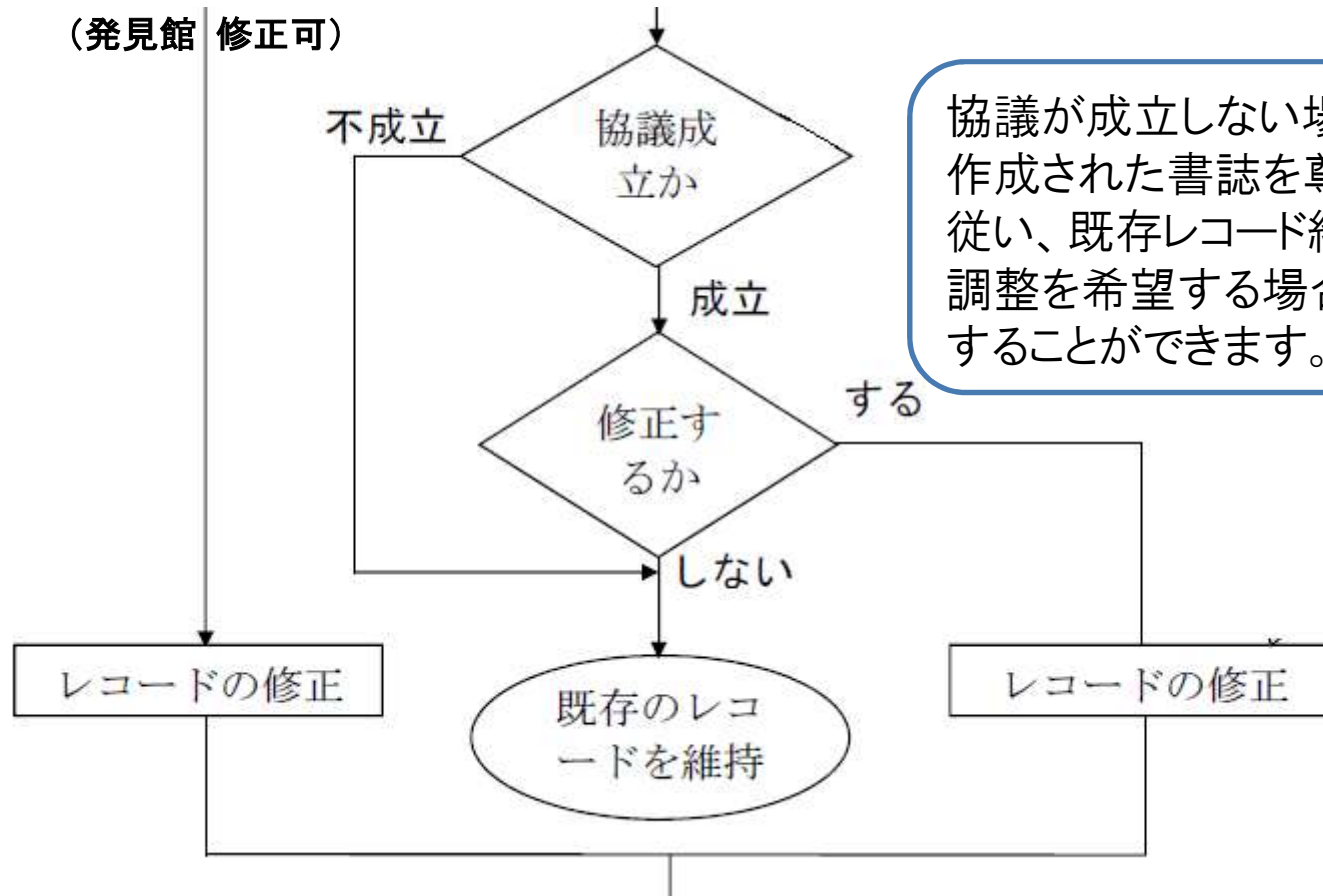 （発見館 修正可）
不成立
協議成
立か
協議が成立しない場
作成された書誌を尊
従い、既存レコード
調整を希望する場合
することができます。
成立
修正す
るか
する
しない
レコードの修正
既存のレコ
ードを維持
レコードの修正